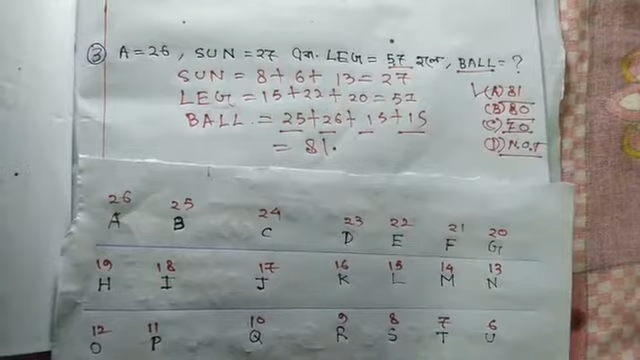 ③ A=26, SUN=27 এবং LEG= 57 হলে, BALL=?
SUN = 8+6+ 13 = 27
LEG = 15+22+20=57
BALL = 25+26+15+15
= 81.
(A) 81
(B) 80
(C) 70
(D) N.O.T
26 25 24 23 22 21 20
A B C D E F G
19 18 17 16 15 14 13
H I J K L M N
12 11 10 9 8 7 6
O P Q R S T U